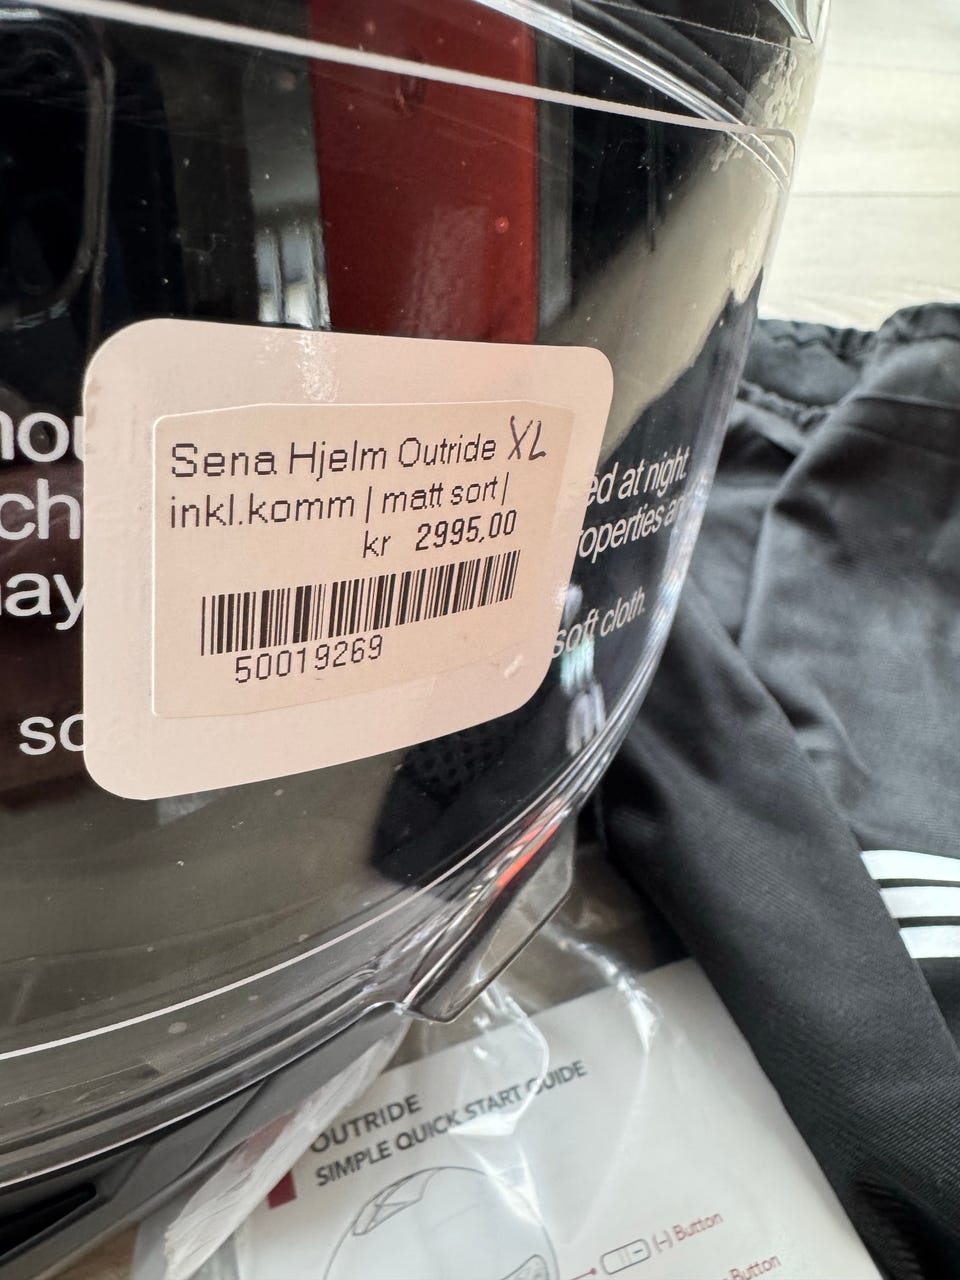 Sena Hjelm Outride XL
inkl.komm | matt sort |
kr 2995,00
50019269
ed at night.
soft cloth.
OUTRIDE
SIMPLE QUICK START GUIDE
(-) Button
Button